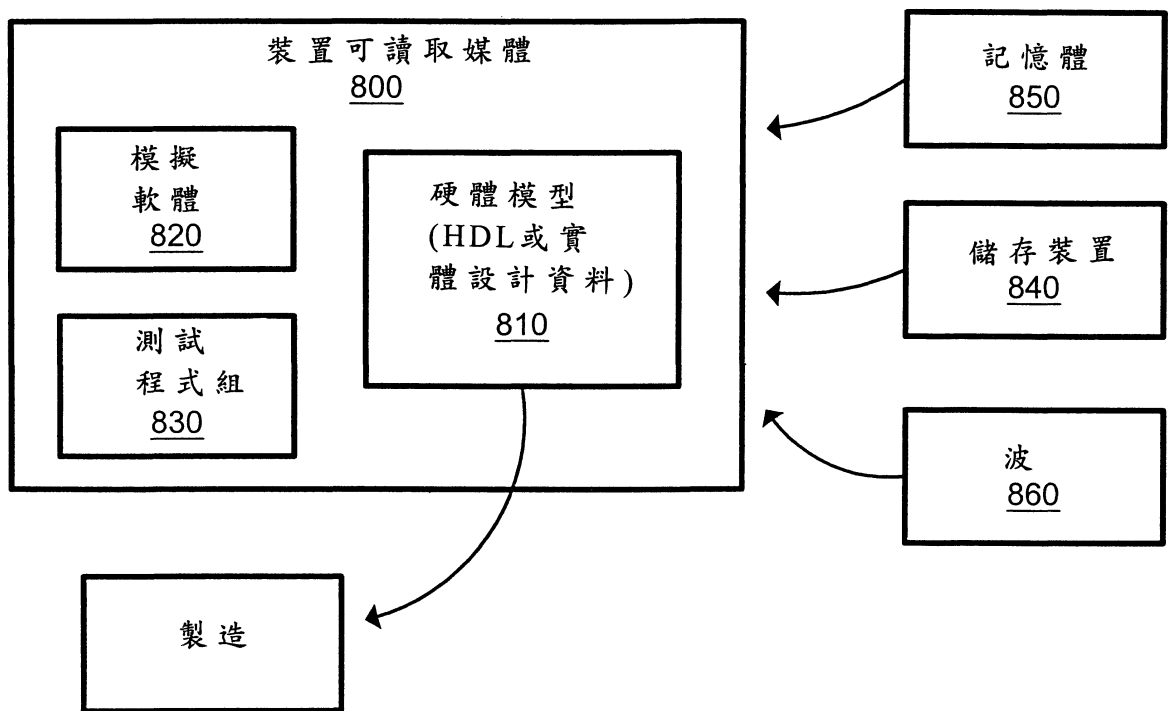 裝置可讀取媒體
800
模擬
軟體
820
硬體模型
(HDL或實
體設計資料)
810
測試
程式組
830
記憶體
850
儲存裝置
840
波
860
製造